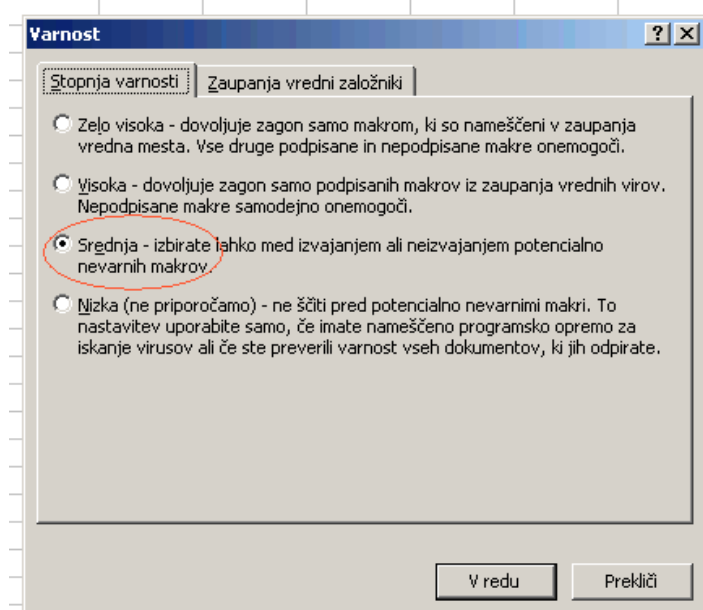 Varnost
Stopnja varnosti
Zaupanja vredni založniki
Zelo visoka - dovoljuje zagon samo makrom, ki so nameščeni v zaupanja
vredna mesta. Vse druge podpisane in nepodpisane makre onemogoči.
Visoka - dovoljuje zagon samo podpisanih makrov iz zaupanja vrednih virov.
Nepodpisane makre samodejno onemogoči.
Srednja - izbirate lahko med izvajanjem ali neizvajanjem potencialno
nevarnih makrov.
Nizka (ne priporočamo) - ne ščiti pred potencialno nevarnimi makri. To
nastavitev uporabite samo, če imate nameščeno programsko opremo za
iskanje virusov ali če ste preverili varnost vseh dokumentov, ki jih odpirate.
V redu
Prekliči